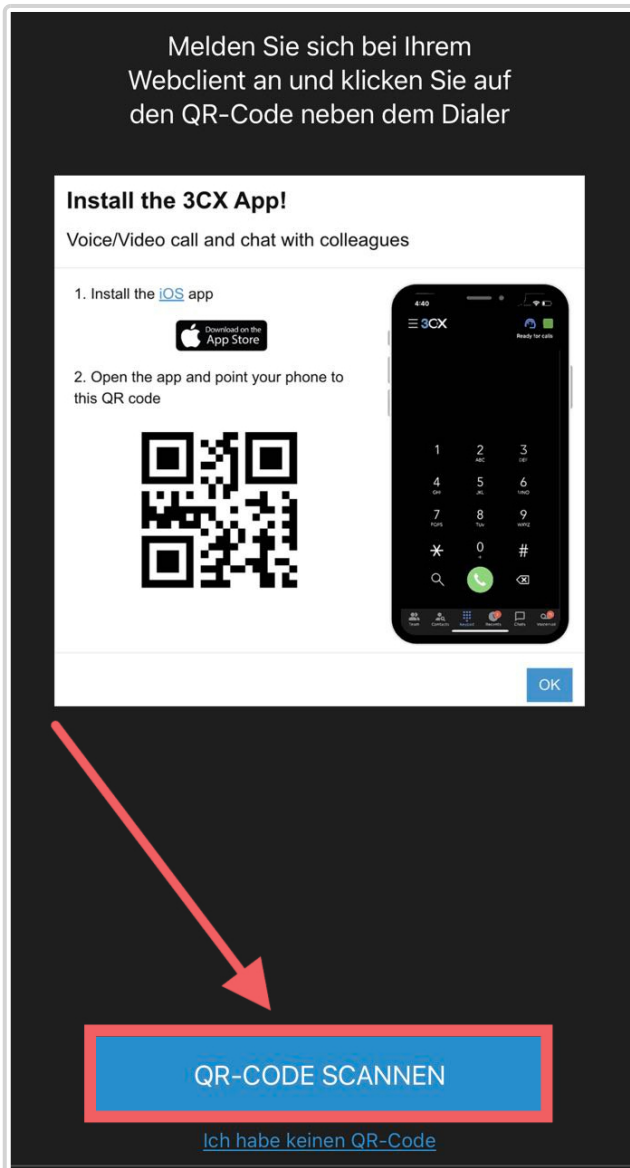 Melden Sie sich bei Ihrem
Webclient an und klicken Sie auf
den QR-Code neben dem Dialer
Install the 3CX App!
Voice/Video call and chat with colleagues
1. Install the iOS app
Download on the
App Store
2. Open the app and point your phone to
this QR code
4:40
3CX
Ready for calls
1 2 3
ABC DEF
4 5 6
GHI JKL MNO
7 8 9
PQRS TUV WXYZ
* 0 #
+
Team Contacts Keypad Recents Chats Voicemail
OK
QR-CODE SCANNEN
Ich habe keinen QR-Code